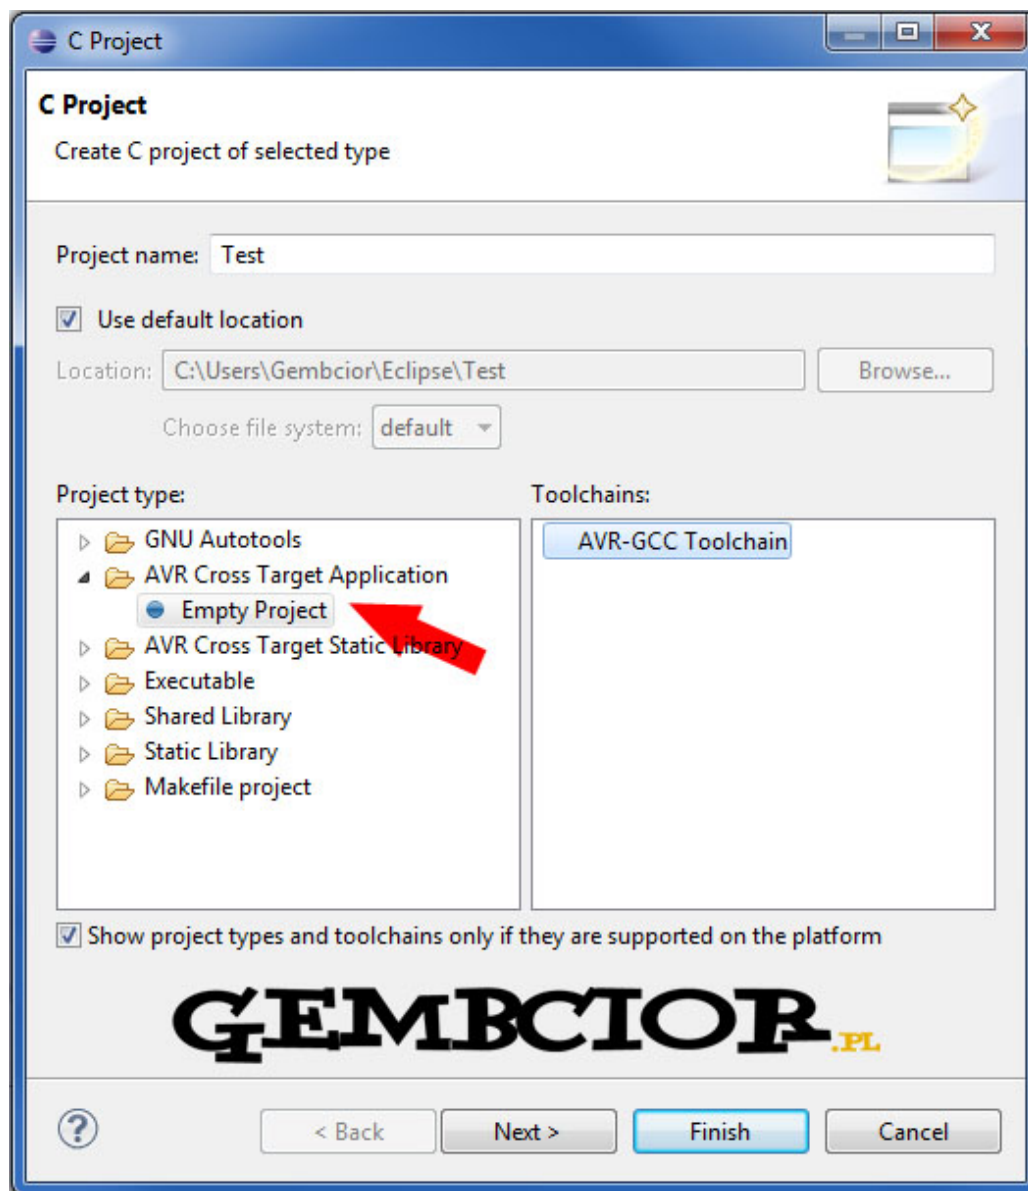 C Project
C Project
Create C project of selected type
Project name: Test
Use default location
Location: C:\Users\Gembcior\Eclipse\Test Browse...
Choose file system: default
Project type: Toolchains:
GNU Autotools AVR-GCC Toolchain
AVR Cross Target Application
Empty Project
AVR Cross Target Static Library
Executable
Shared Library
Static Library
Makefile project
Show project types and toolchains only if they are supported on the platform
GEMBCIOR.PL
? < Back Next > Finish Cancel